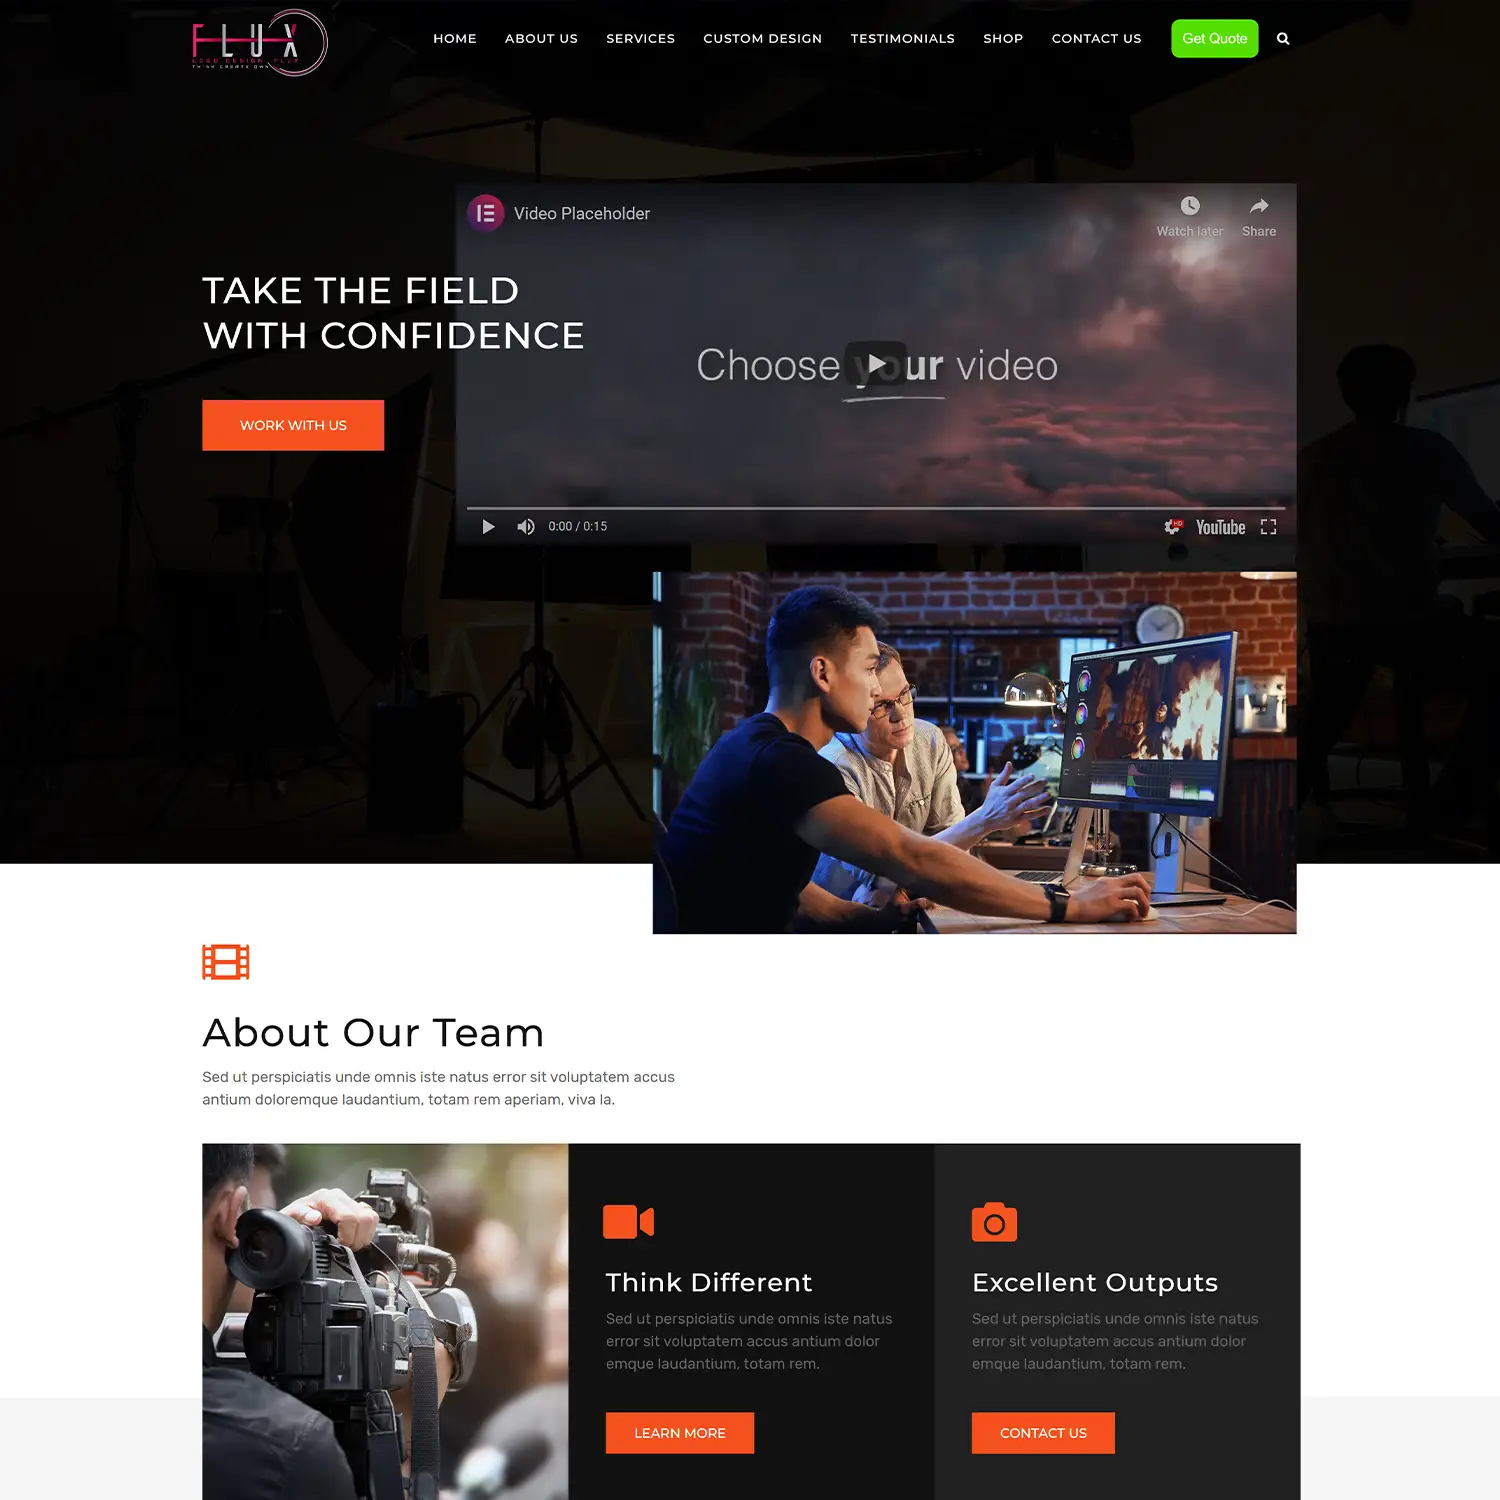 FLUX
LOGO DESIGN FLUX
THINK CREATE OWN
HOME
ABOUT US
SERVICES
CUSTOM DESIGN
TESTIMONIALS
SHOP
CONTACT US
Get Quote
Video Placeholder
Watch later
Share
TAKE THE FIELD
WITH CONFIDENCE
Choose your video
WORK WITH US
0:00 / 0:15
HD
YouTube
About Our Team
Sed ut perspiciatis unde omnis iste natus error sit voluptatem accus
antium doloremque laudantium, totam rem aperiam, viva la.
Think Different
Sed ut perspiciatis unde omnis iste natus
error sit voluptatem accus antium dolor
emque laudantium, totam rem.
LEARN MORE
Excellent Outputs
Sed ut perspiciatis unde omnis iste natus
error sit voluptatem accus antium dolor
emque laudantium, totam rem.
CONTACT US